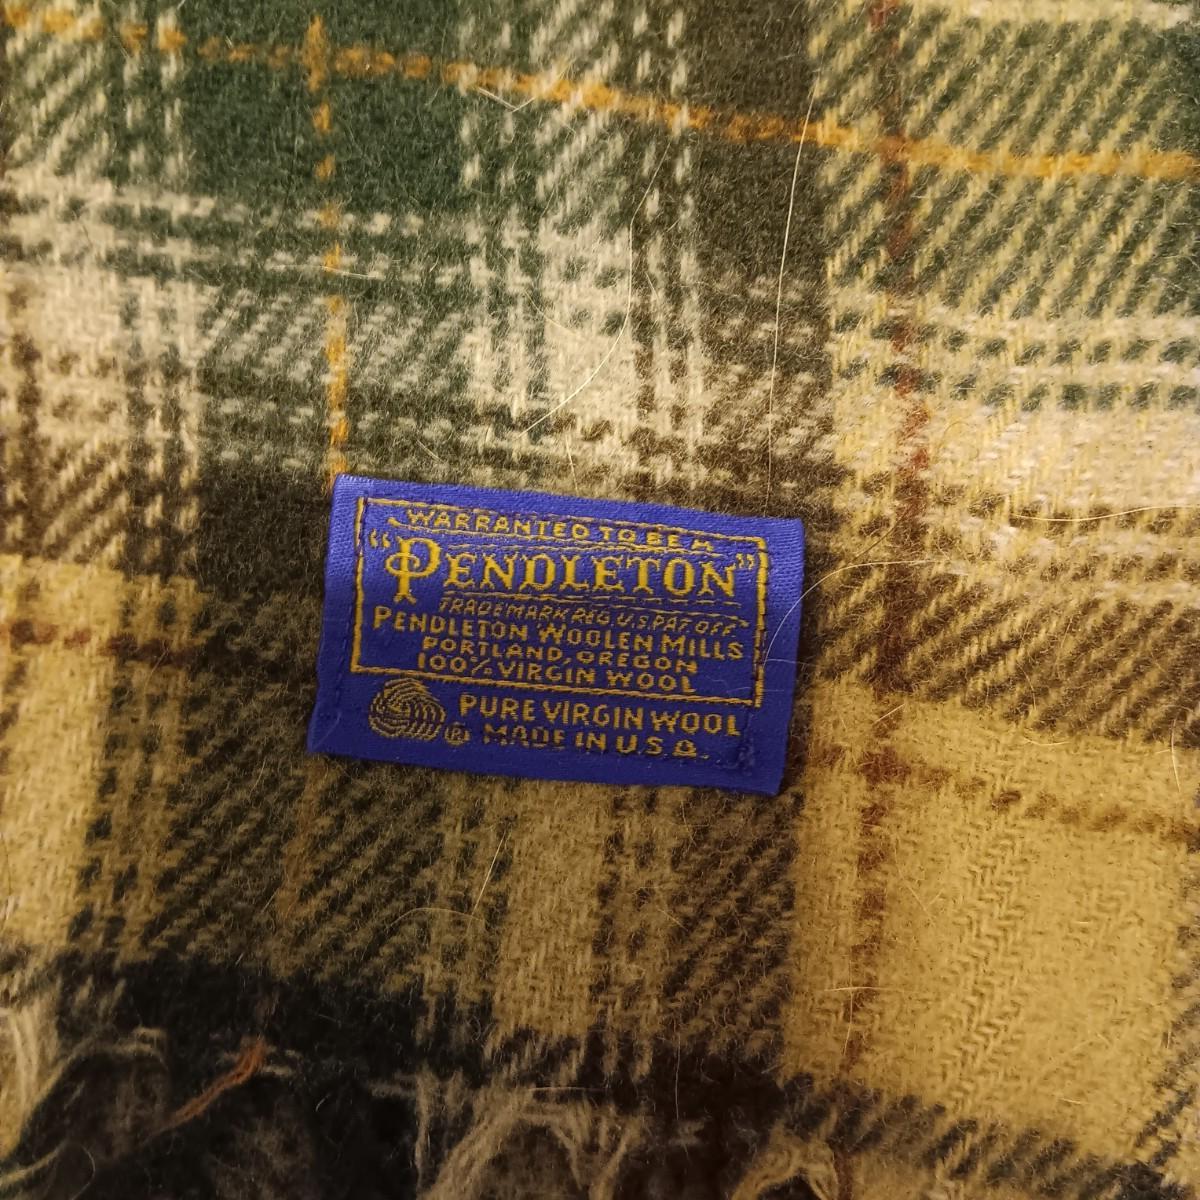 WARRANTED TO BE A
"PENDLETON"
TRADEMARK REG. U.S. PAT. OFF.
PENDLETON WOOLEN MILLS
PORTLAND, OREGON
100% VIRGIN WOOL
PURE VIRGIN WOOL
® MADE IN U.S.A.